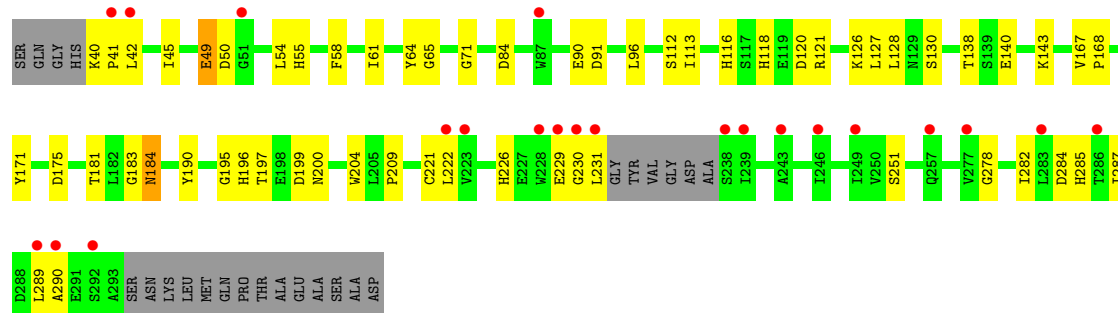 SER GLN GLY HIS K40 P41 L42 I45 E49 D50 G51 L54 H55 F58 I61 Y64 G65 G71 D84 W87 E90 D91 L96 S112 I113 H116 S117 H118 E119 D120 R121 K126 L127 L128 N129 S130 T138 S139 E140 K143 V167 P168
Y171 D175 T181 L182 G183 N184 Y190 G195 H196 T197 E198 D199 N200 W204 L205 P209 C221 L222 V223 H226 E227 W228 E229 G230 L231 GLY TYR VAL GLY ASP ALA S238 I239 A243 I246 I249 V250 S251 Q257 V277 G278 I282 L283 D284 H285 T286 I287
D288 L289 A290 E291 S292 A293 SER ASN LYS LEU MET GLN PRO THR ALA GLU ALA SER ALA ASP